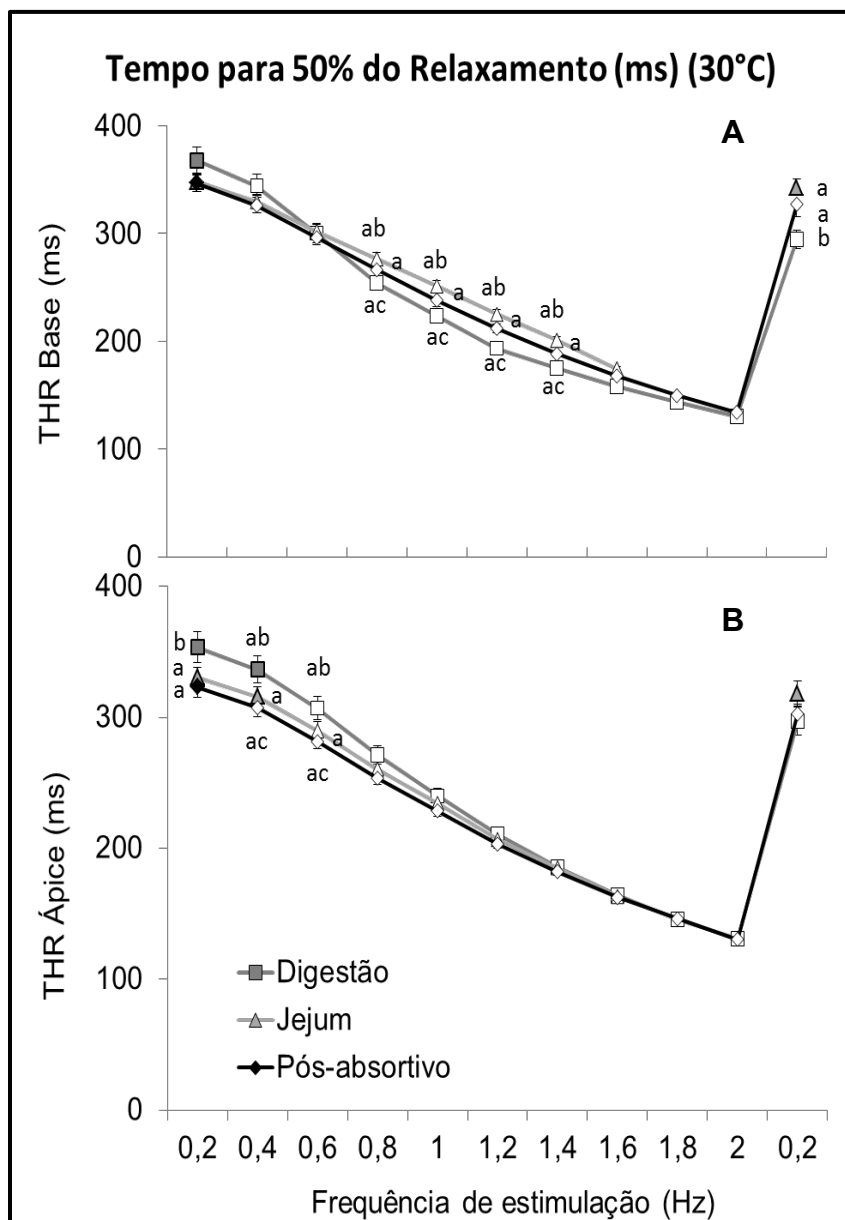 Tempo para 50% do Relaxamento (ms) (30°C)
A
THR Base (ms)
400
300
200
100
0
ab
a
ac
ab
a
ac
ab
a
ac
ab
a
ac
a
a
b
B
THR Ápice (ms)
400
300
200
100
0
b
a
a
ab
a
ac
ab
a
ac
Digestão
Jejum
Pós-absortivo
0,2 0,4 0,6 0,8 1 1,2 1,4 1,6 1,8 2 0,2
Frequência de estimulação (Hz)